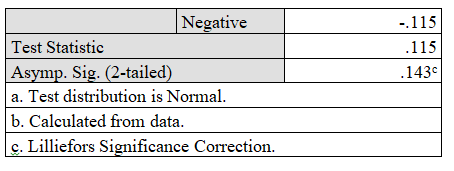 Negative -.115
Test Statistic .115
Asymp. Sig. (2-tailed) .143c
a. Test distribution is Normal.
b. Calculated from data.
c. Lilliefors Significance Correction.